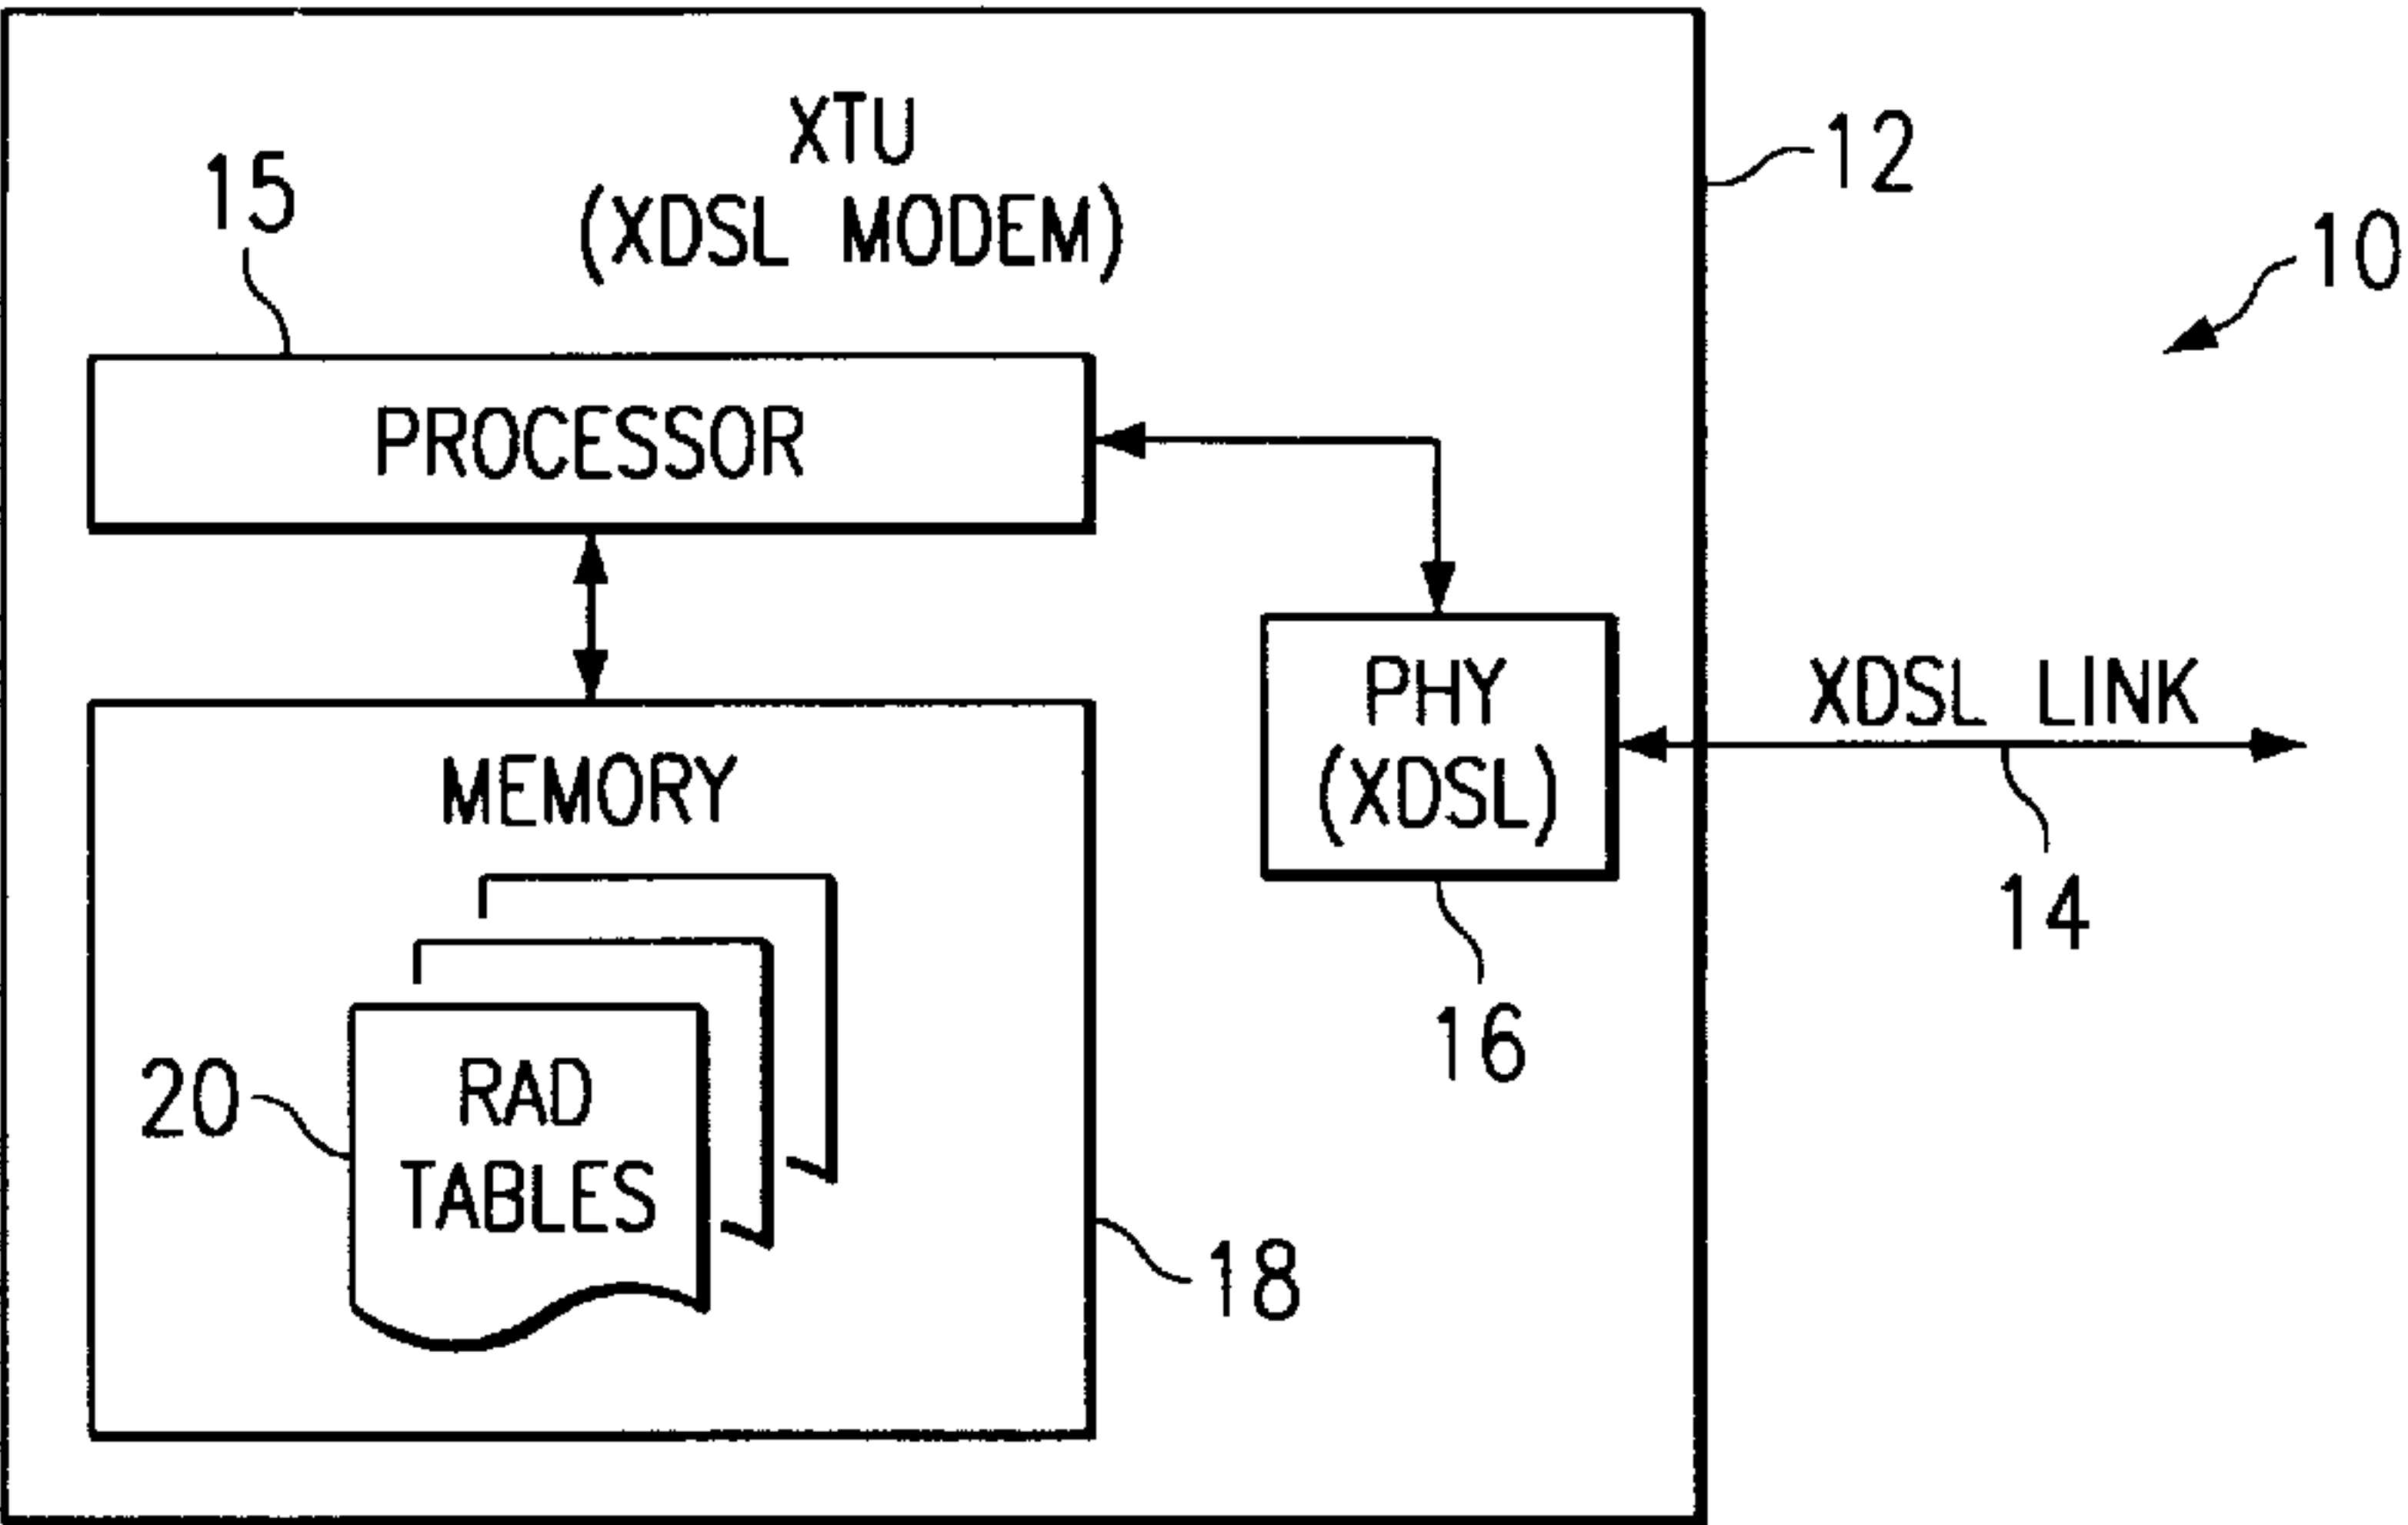 XTU
(XDSL MODEM)
12
15
10
PROCESSOR
PHY
(XDSL)
XDSL LINK
MEMORY
14
16
20
RAD
TABLES
18